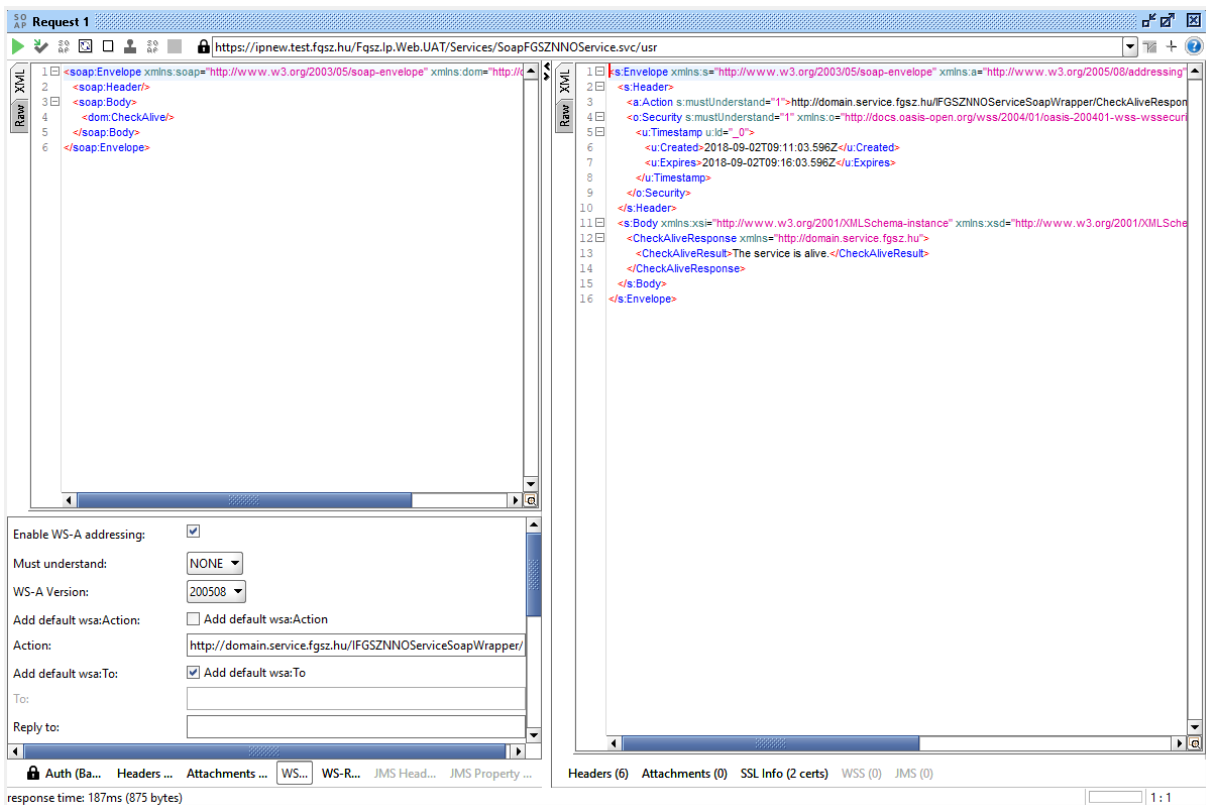 SO AP Request 1
https://ipnew.test.fgsz.hu/Fgsz.Ip.Web.UAT/Services/SoapFGSZNNOService.svc/usr
XML
Raw
1 <soap:Envelope xmlns:soap="http://www.w3.org/2003/05/soap-envelope" xmlns:dom="http://d
2 <soap:Header/>
3 <soap:Body>
4 <dom:CheckAlive/>
5 </soap:Body>
6 </soap:Envelope>
Enable WS-A addressing:
Must understand: NONE
WS-A Version: 200508
Add default wsa:Action: Add default wsa:Action
Action: http://domain.service.fgsz.hu/IFGSZNNOServiceSoapWrapper/
Add default wsa:To: Add default wsa:To
To:
Reply to:
Auth (Ba... Headers ... Attachments ... WS... WS-R... JMS Head... JMS Property ...
XML
Raw
1 <s:Envelope xmlns:s="http://www.w3.org/2003/05/soap-envelope" xmlns:a="http://www.w3.org/2005/08/addressing"
2 <s:Header>
3 <a:Action s:mustUnderstand="1">http://domain.service.fgsz.hu/IFGSZNNOServiceSoapWrapper/CheckAliveRespon
4 <o:Security s:mustUnderstand="1" xmlns:o="http://docs.oasis-open.org/wss/2004/01/oasis-200401-wss-wssecuri
5 <u:Timestamp u:Id="_0">
6 <u:Created>2018-09-02T09:11:03.596Z</u:Created>
7 <u:Expires>2018-09-02T09:16:03.596Z</u:Expires>
8 </u:Timestamp>
9 </o:Security>
10 </s:Header>
11 <s:Body xmlns:xsi="http://www.w3.org/2001/XMLSchema-instance" xmlns:xsd="http://www.w3.org/2001/XMLSche
12 <CheckAliveResponse xmlns="http://domain.service.fgsz.hu">
13 <CheckAliveResult>The service is alive.</CheckAliveResult>
14 </CheckAliveResponse>
15 </s:Body>
16 </s:Envelope>
Headers (6) Attachments (0) SSL Info (2 certs) WSS (0) JMS (0)
response time: 187ms (875 bytes)
1 : 1